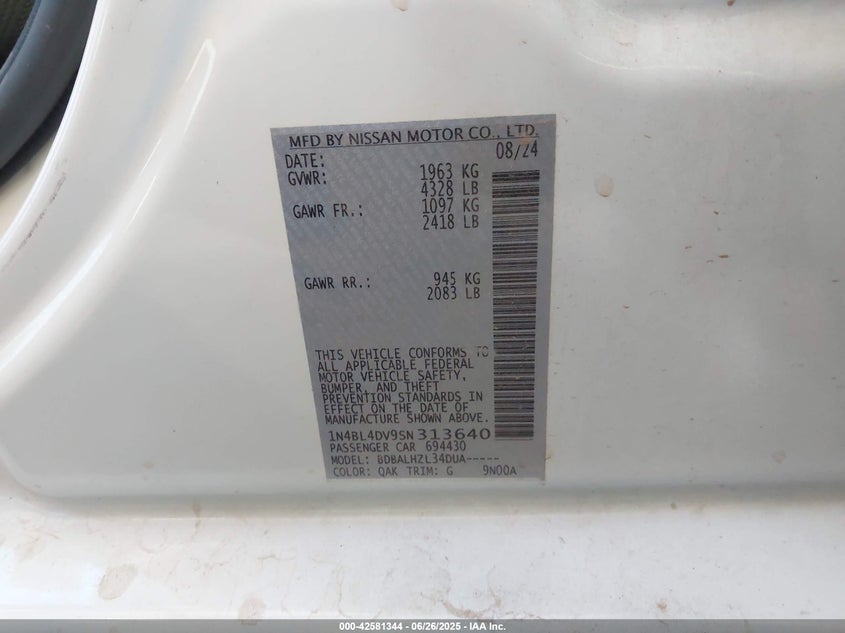 MFD BY NISSAN MOTOR CO., LTD.
DATE: 08/24
GVWR: 1963 KG
4328 LB
GAWR FR.: 1097 KG
2418 LB
GAWR RR.: 945 KG
2083 LB
THIS VEHICLE CONFORMS TO
ALL APPLICABLE FEDERAL
MOTOR VEHICLE SAFETY,
BUMPER, AND THEFT
PREVENTION STANDARDS IN
EFFECT ON THE DATE OF
MANUFACTURE SHOWN ABOVE.
1N4BL4DV9SN313640
PASSENGER CAR 694430
MODEL: BDBALHZL34DUA-----
COLOR: QAK TRIM: G 9N00A
000-42581344 | 06/26/2025 - IAA Inc.